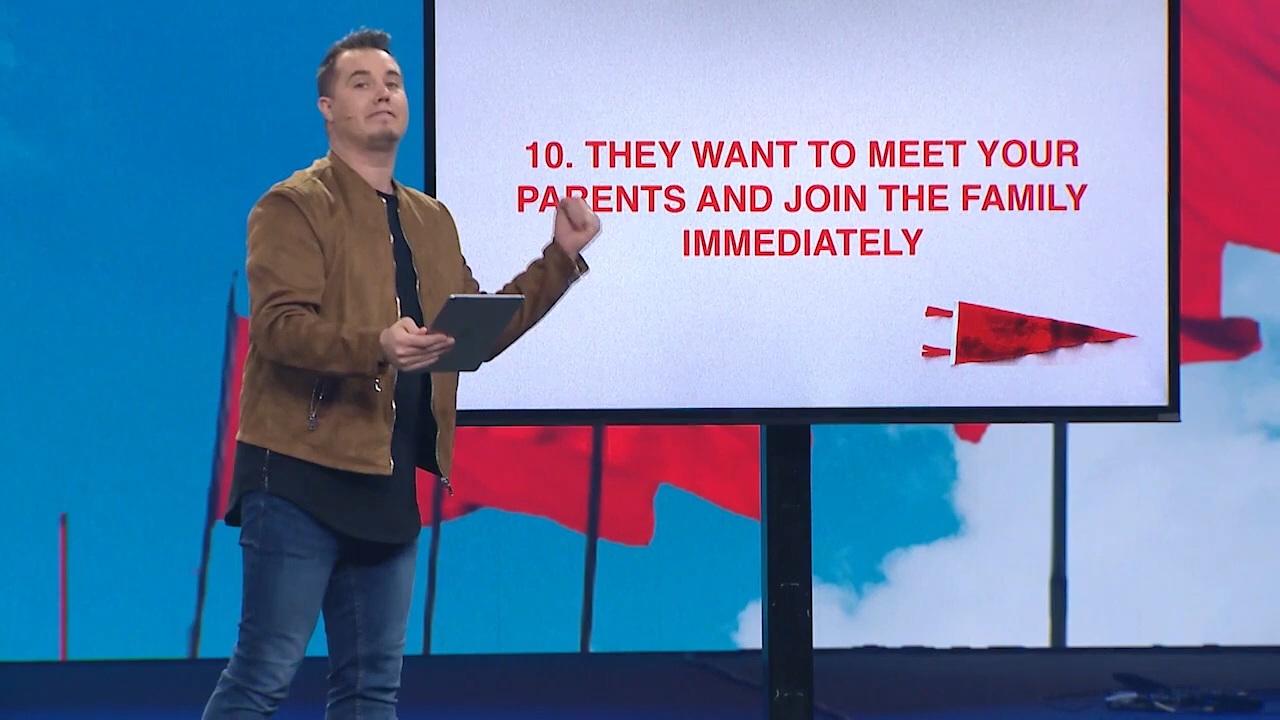 10. THEY WANT TO MEET YOUR
PARENTS AND JOIN THE FAMILY
IMMEDIATELY